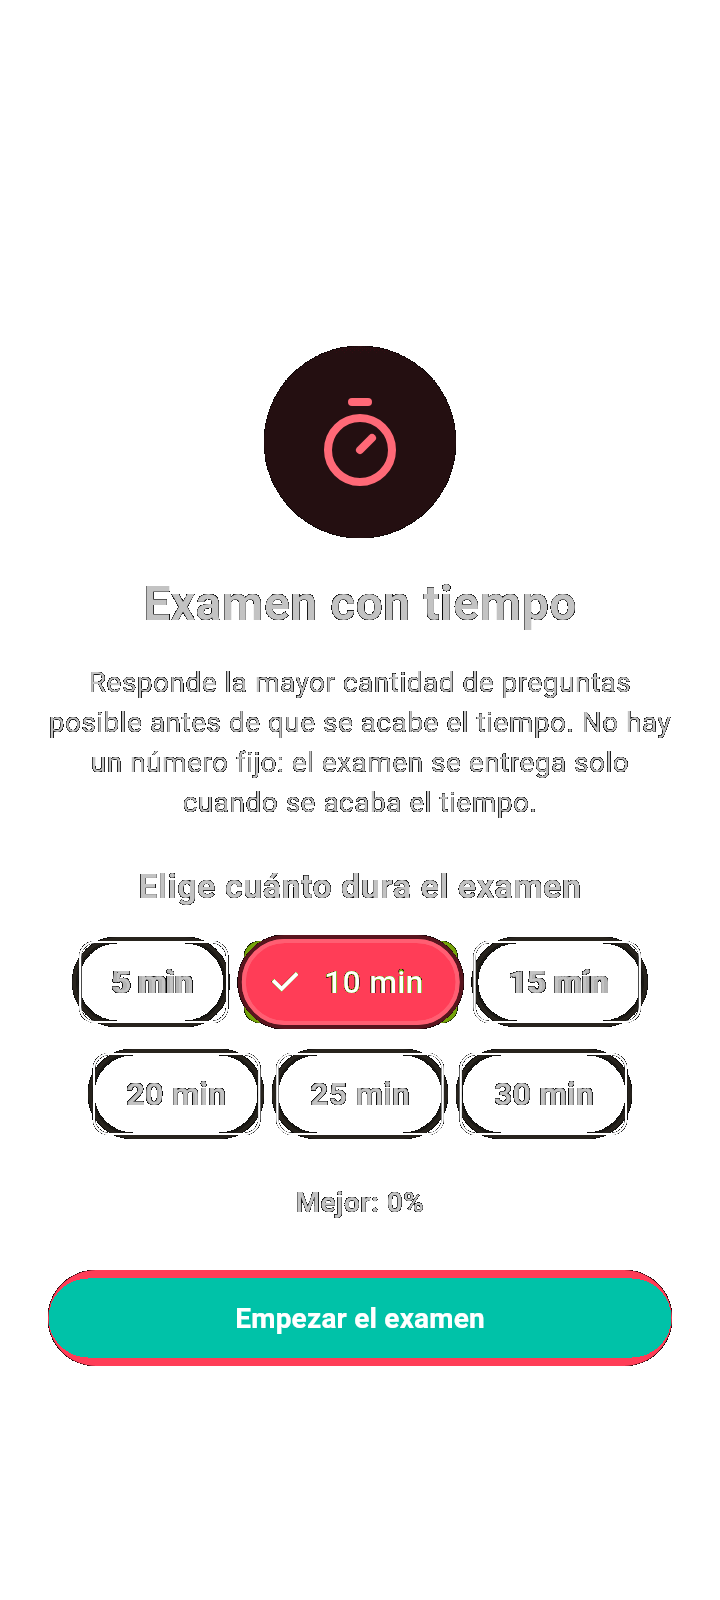 Examen con tiempo
Responde la mayor cantidad de preguntas
posible antes de que se acabe el tiempo. No hay
un número fijo: el examen se entrega solo
cuando se acaba el tiempo.
Elige cuánto dura el examen
5 min
10 min
15 min
20 min
25 min
30 min
Mejor: 0%
Empezar el examen